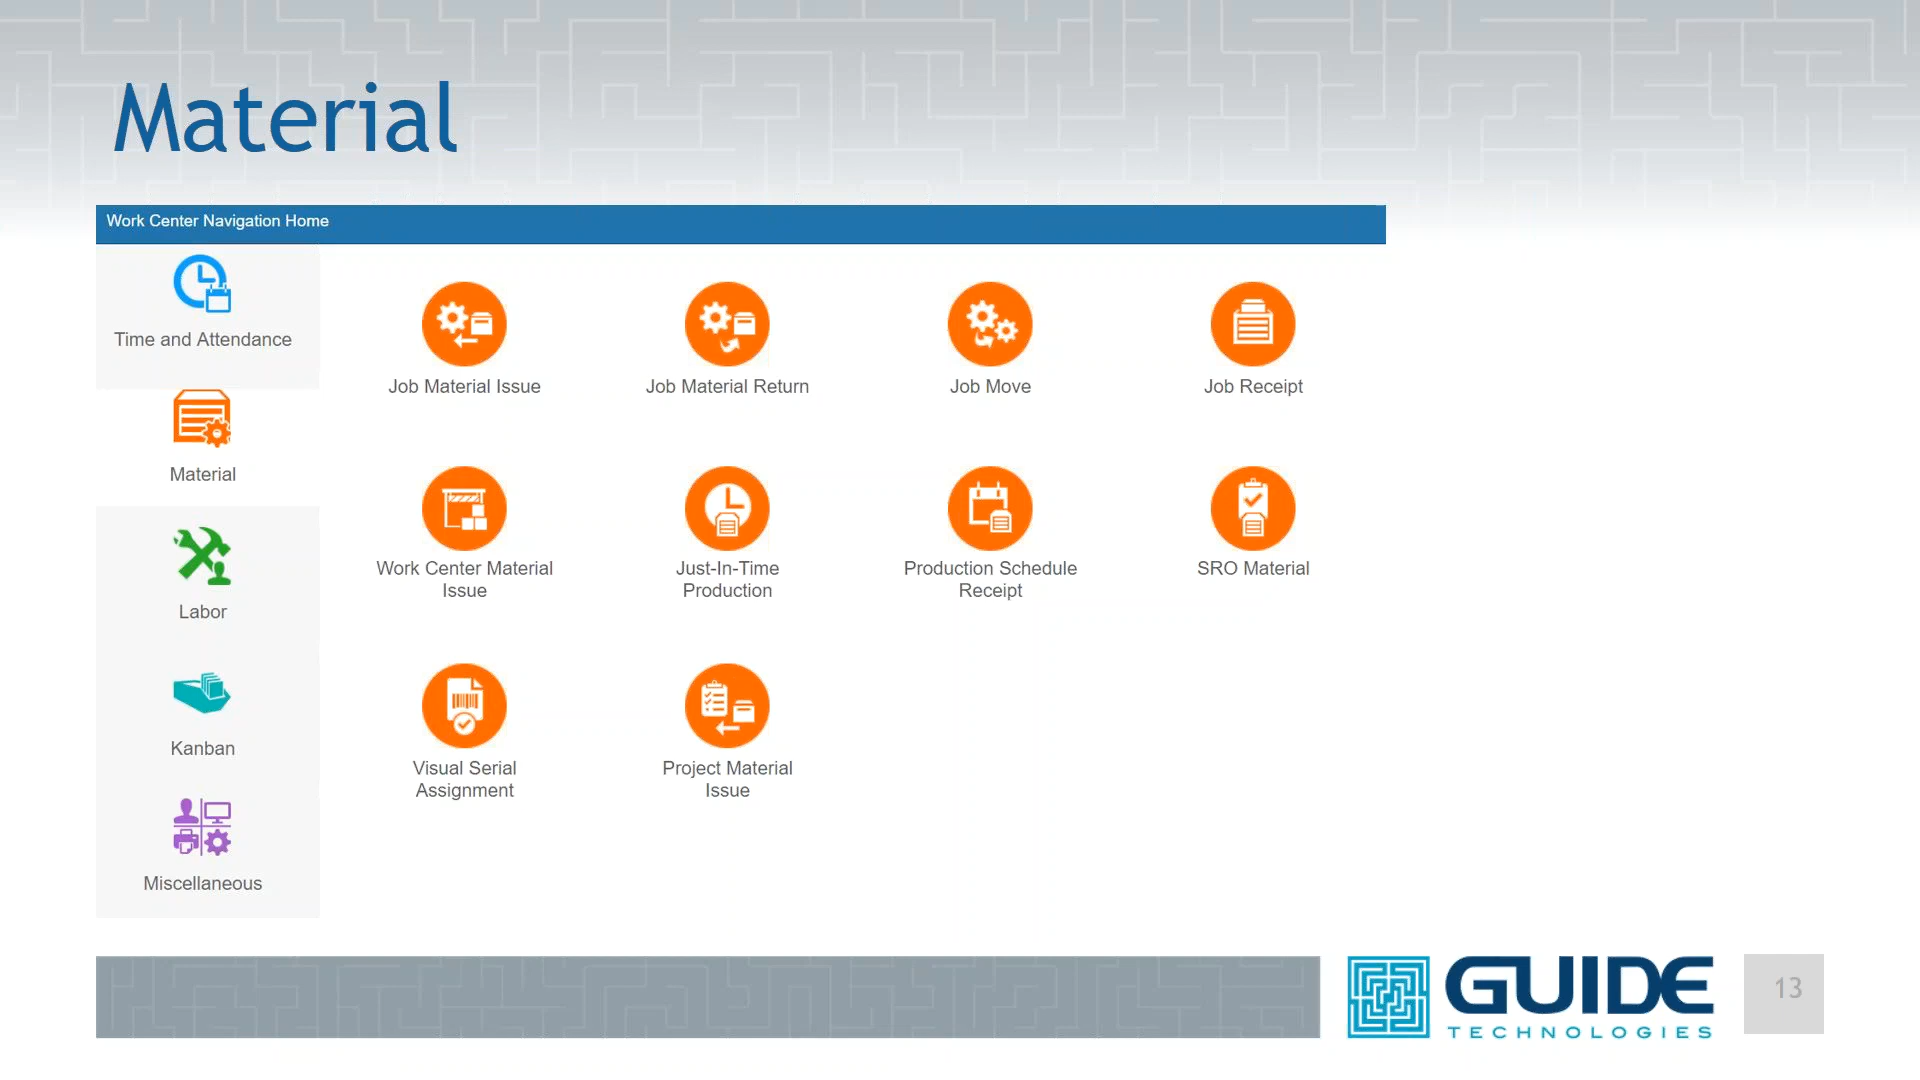 Material
Work Center Navigation Home
Time and Attendance
Material
Labor
Kanban
Miscellaneous
Job Material Issue
Job Material Return
Job Move
Job Receipt
Work Center Material
Issue
Just-In-Time
Production
Production Schedule
Receipt
SRO Material
Visual Serial
Assignment
Project Material
Issue
GUIDE
TECHNOLOGIES
13